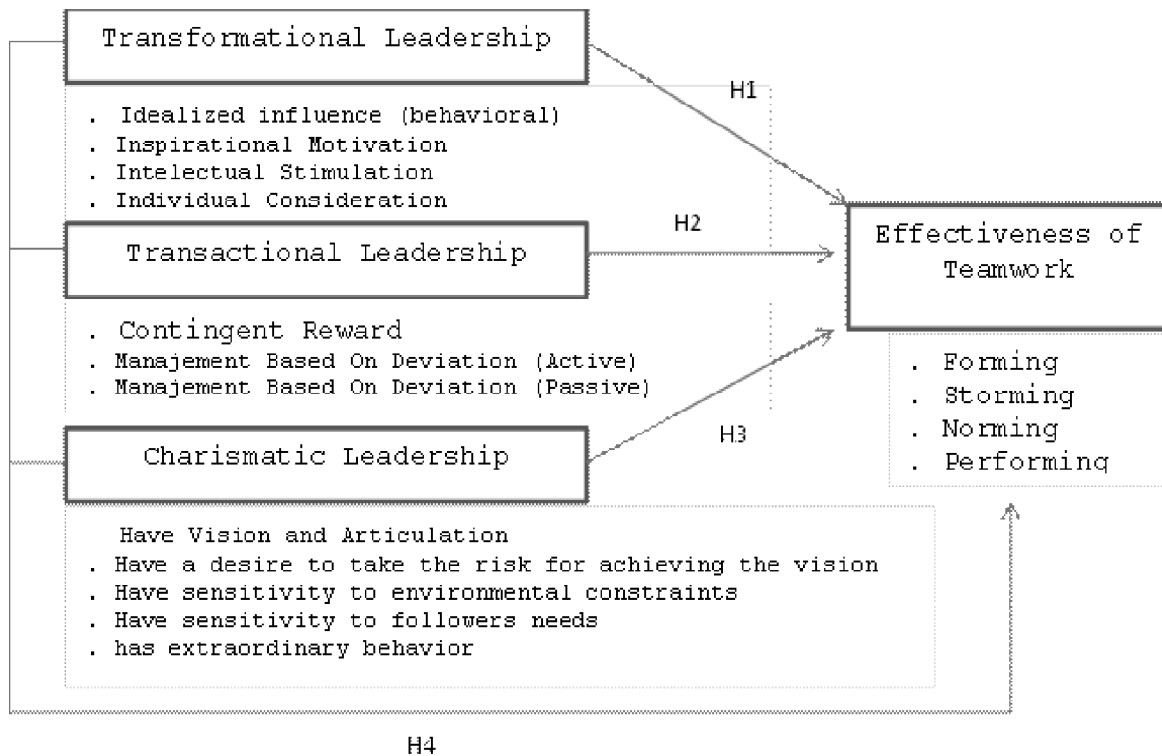 Transformational Leadership
H1
. Idealized influence (behavioral)
. Inspirational Motivation
. Intelectual Stimulation
. Individual Consideration
Transactional Leadership
H2
Effectiveness of
Teamwork
. Contingent Reward
. Manajement Based On Deviation (Active)
. Manajement Based On Deviation (Passive)
. Forming
. Storming
. Norming
. Performing
H3
Charismatic Leadership
Have Vision and Articulation
. Have a desire to take the risk for achieving the vision
. Have sensitivity to environmental constraints
. Have sensitivity to followers needs
. has extraordinary behavior
H4